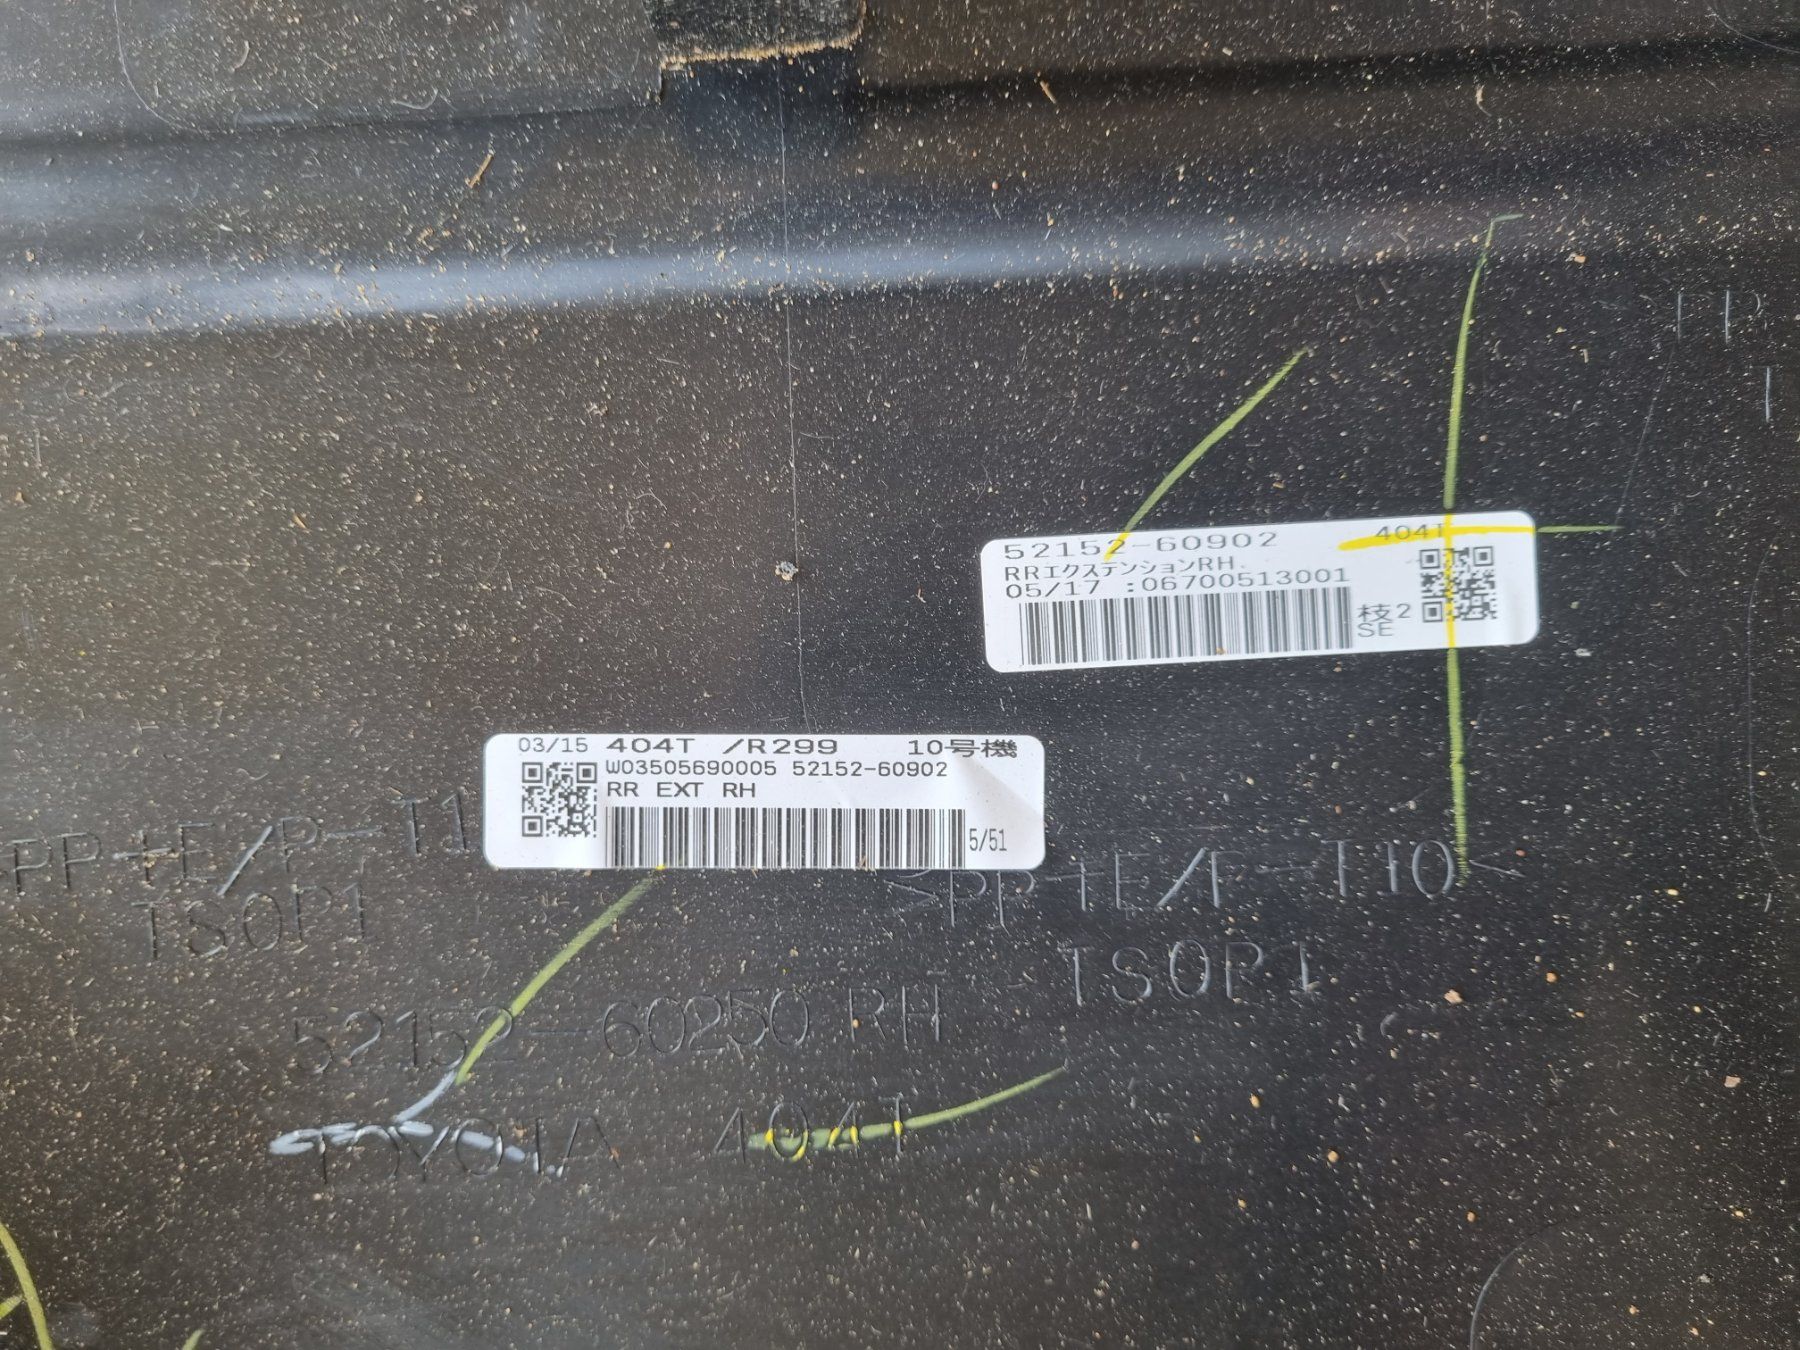 52152-60902 404T
RRエクステンションRH
05/17 :06700513001
枝2
SE
03/15 404T /R299 10号機
W03505690005 52152-60902
RR EXT RH
5/51
PP+E/P-T1
TSOP1
>PP+E/P-T10<
TSOP1
52152-60250 RH
TOYOTA 404T